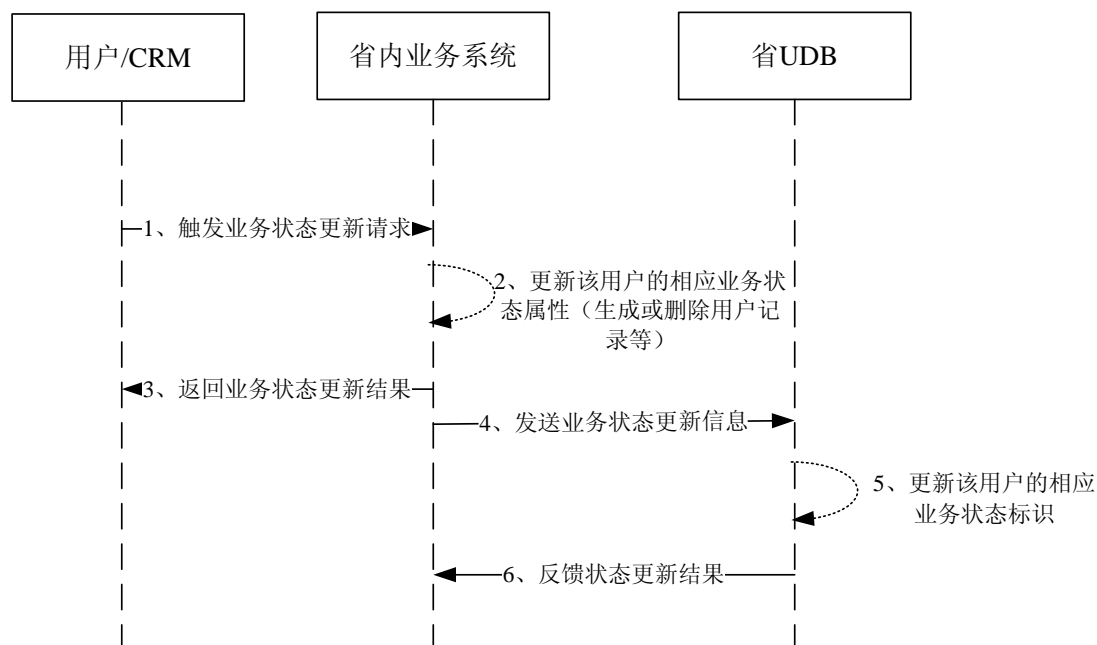 用户/CRM
省内业务系统
省UDB
1、触发业务状态更新请求
2、更新该用户的相应业务状
态属性（生成或删除用户记
录等）
3、返回业务状态更新结果
4、发送业务状态更新信息
5、更新该用户的相应
业务状态标识
6、反馈状态更新结果